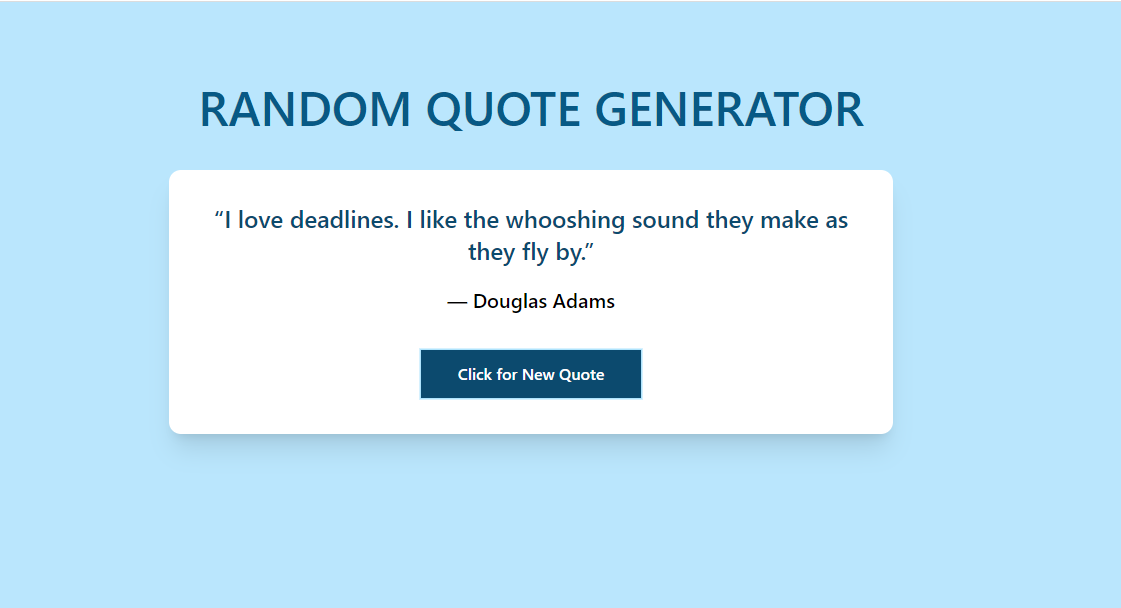 RANDOM QUOTE GENERATOR
“I love deadlines. I like the whooshing sound they make as
they fly by.”
— Douglas Adams
Click for New Quote